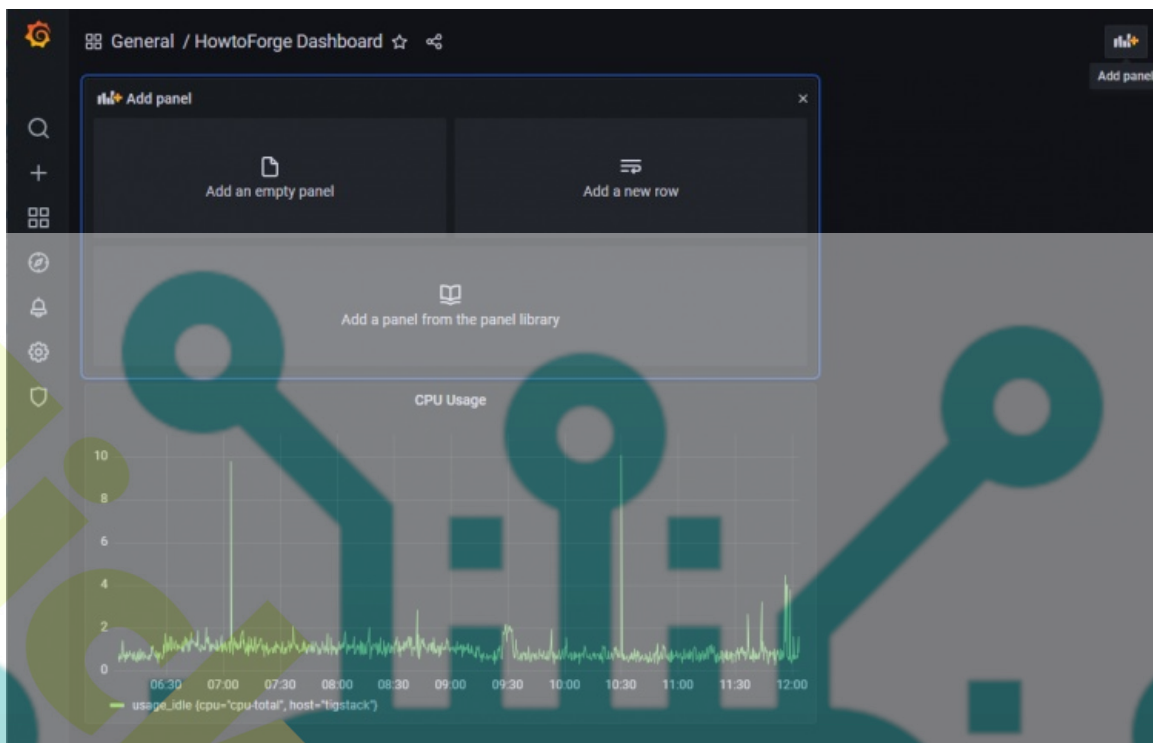 General / HowtoForge Dashboard
Add panel
Add panel
Add an empty panel
Add a new row
Add a panel from the panel library
CPU Usage
10
8
6
4
2
0
06:30 07:00 07:30 08:00 08:30 09:00 09:30 10:00 10:30 11:00 11:30 12:00
usage_idle {cpu="cpu-total", host="tigstack"}